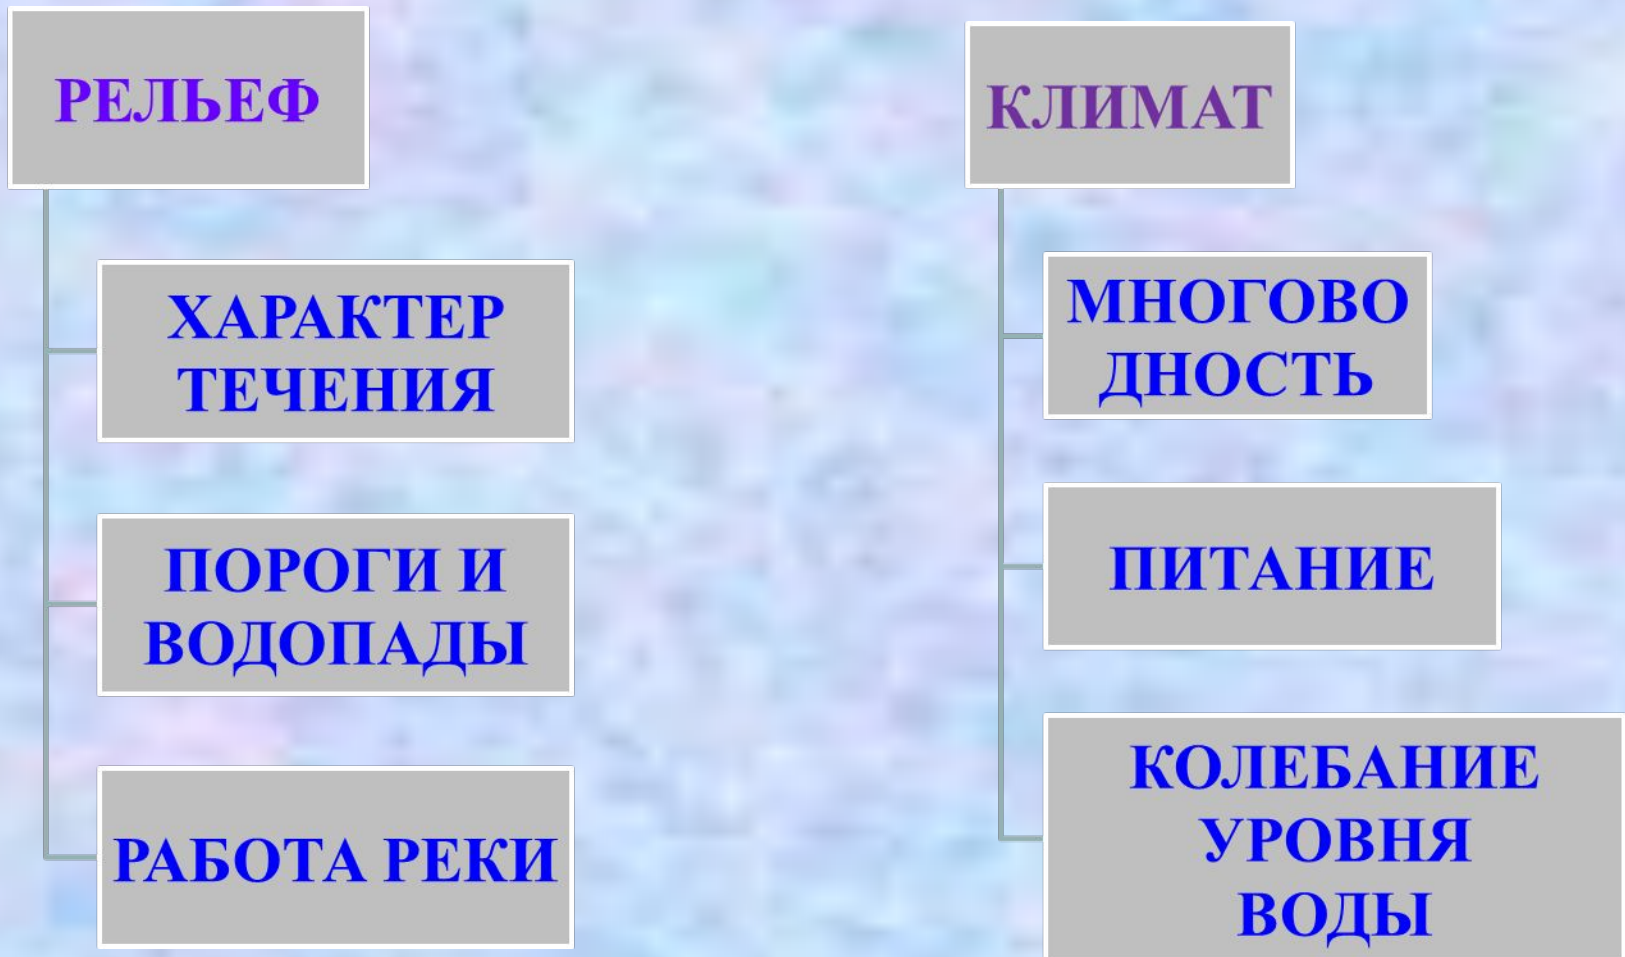 РЕЛЬЕФ
ХАРАКТЕР
ТЕЧЕНИЯ
ПОРОГИ И
ВОДОПАДЫ
РАБОТА РЕКИ
КЛИМАТ
МНОГОВО
ДНОСТЬ
ПИТАНИЕ
КОЛЕБАНИЕ
УРОВНЯ
ВОДЫ